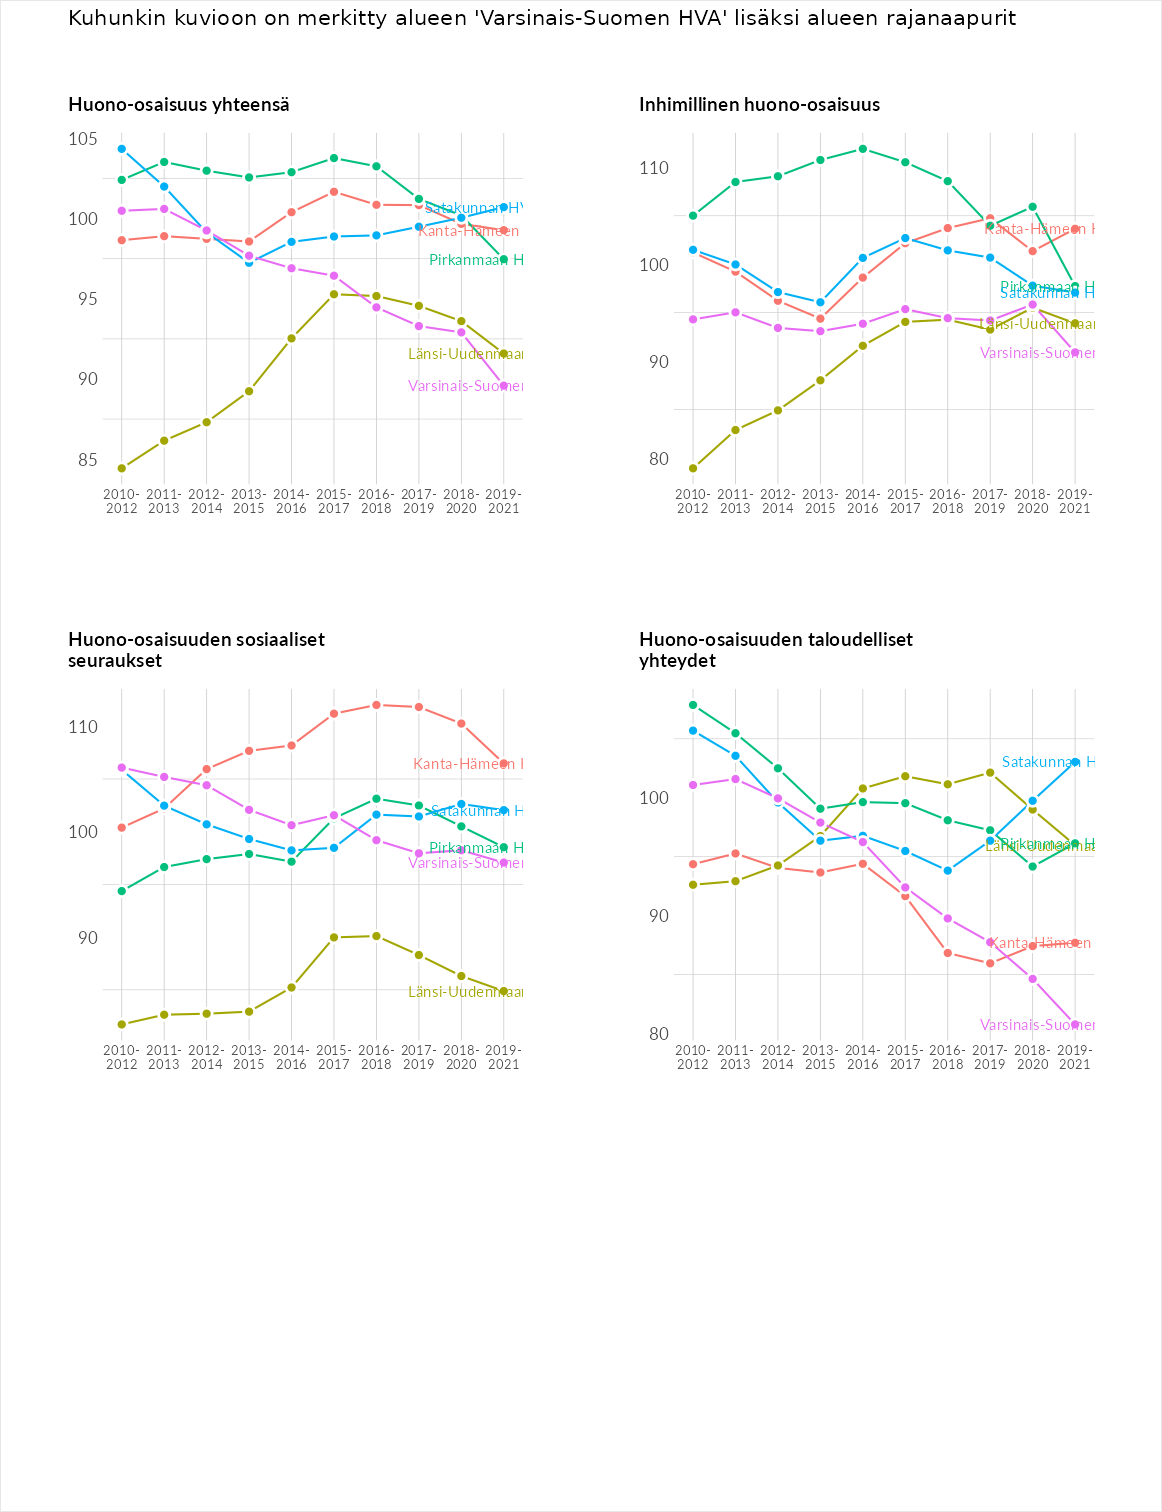 Kuhunkin kuvioon on merkitty alueen 'Varsinais-Suomen HVA' lisäksi alueen rajanaapurit
Huono-osaisuus yhteensä
105
100
95
90
85
Satakunnan HV
Kanta-Hämeen
Pirkanmaan H
Länsi-Uudenmaan
Varsinais-Suomen
2010- 2011- 2012- 2013- 2014- 2015- 2016- 2017- 2018- 2019-
2012 2013 2014 2015 2016 2017 2018 2019 2020 2021
Inhimillinen huono-osaisuus
110
100
90
80
Kanta-Hämeen H
Pirkanmaan H
Satakunnan H
Länsi-Uudenmaan
Varsinais-Suomen
2010- 2011- 2012- 2013- 2014- 2015- 2016- 2017- 2018- 2019-
2012 2013 2014 2015 2016 2017 2018 2019 2020 2021
Huono-osaisuuden sosiaaliset
seuraukset
110
100
90
Kanta-Hämeen H
Satakunnan H
Pirkanmaan H
Varsinais-Suomen
Länsi-Uudenmaan
2010- 2011- 2012- 2013- 2014- 2015- 2016- 2017- 2018- 2019-
2012 2013 2014 2015 2016 2017 2018 2019 2020 2021
Huono-osaisuuden taloudelliset
yhteydet
100
90
80
Satakunnan H
Pirkanmaan H
Länsi-Uudenmaa
Kanta-Hämeen
Varsinais-Suomen
2010- 2011- 2012- 2013- 2014- 2015- 2016- 2017- 2018- 2019-
2012 2013 2014 2015 2016 2017 2018 2019 2020 2021